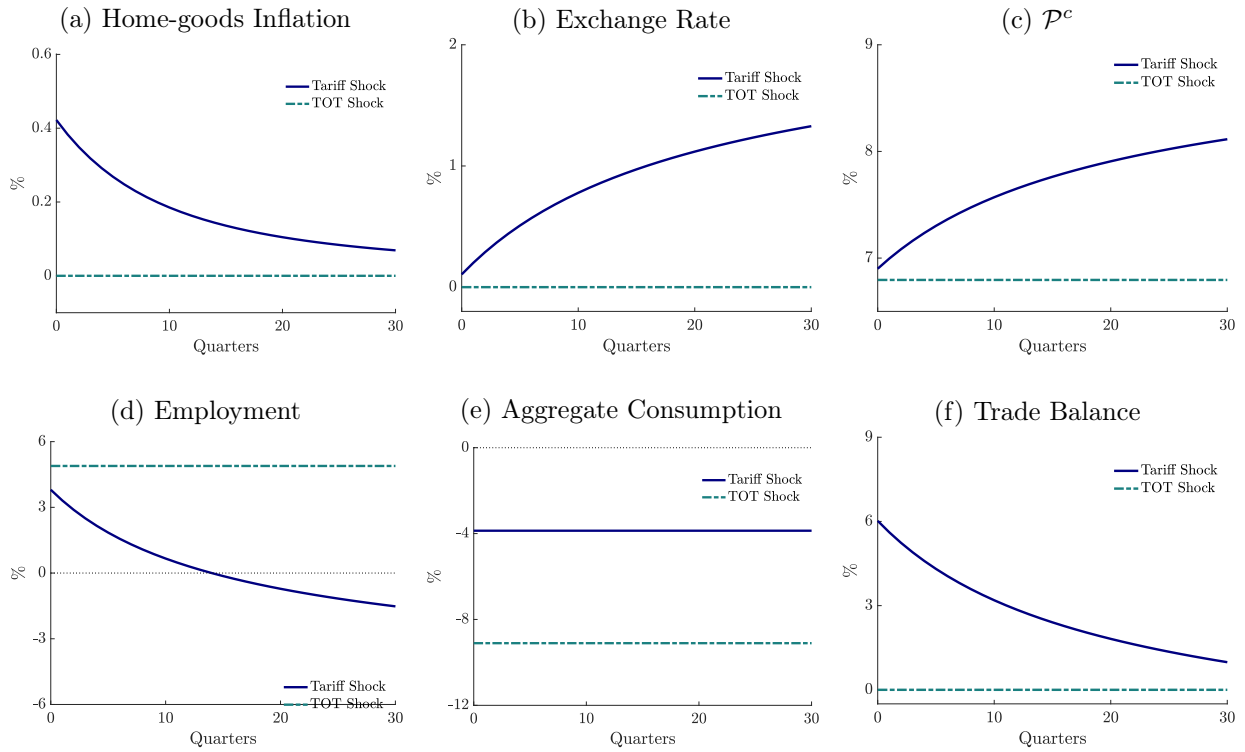 (a) Home-goods Inflation
0.6
0.4
0.2
0
%
Tariff Shock
TOT Shock
0 10 20 30
Quarters
(b) Exchange Rate
2
1
0
%
Tariff Shock
TOT Shock
0 10 20 30
Quarters
(c) 𝒫ᶜ
9
8
7
%
Tariff Shock
TOT Shock
0 10 20 30
Quarters
(d) Employment
6
3
0
-3
-6
%
Tariff Shock
TOT Shock
0 10 20 30
Quarters
(e) Aggregate Consumption
0
-4
-8
-12
%
Tariff Shock
TOT Shock
0 10 20 30
Quarters
(f) Trade Balance
9
6
3
0
%
Tariff Shock
TOT Shock
0 10 20 30
Quarters